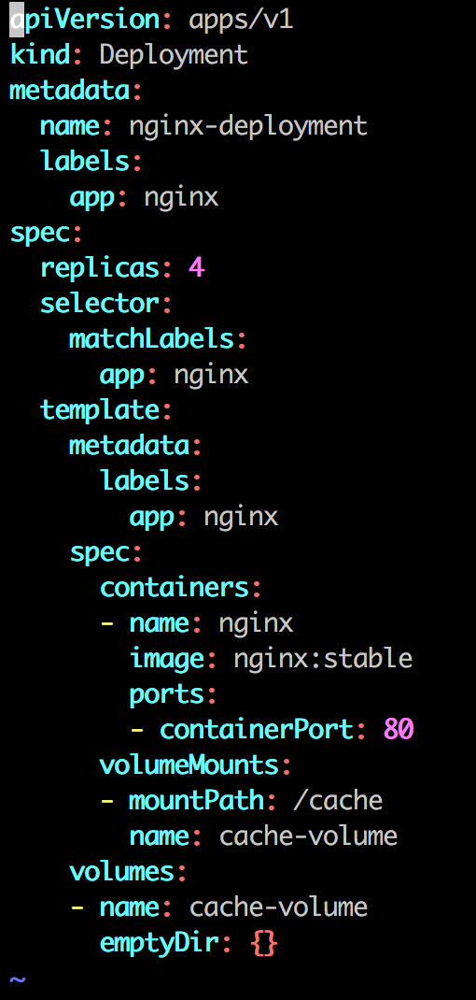 apiVersion: apps/v1
kind: Deployment
metadata:
  name: nginx-deployment
  labels:
    app: nginx
spec:
  replicas: 4
  selector:
    matchLabels:
      app: nginx
  template:
    metadata:
      labels:
        app: nginx
    spec:
      containers:
      - name: nginx
        image: nginx:stable
        ports:
        - containerPort: 80
      volumeMounts:
      - mountPath: /cache
        name: cache-volume
    volumes:
    - name: cache-volume
      emptyDir: {}
~